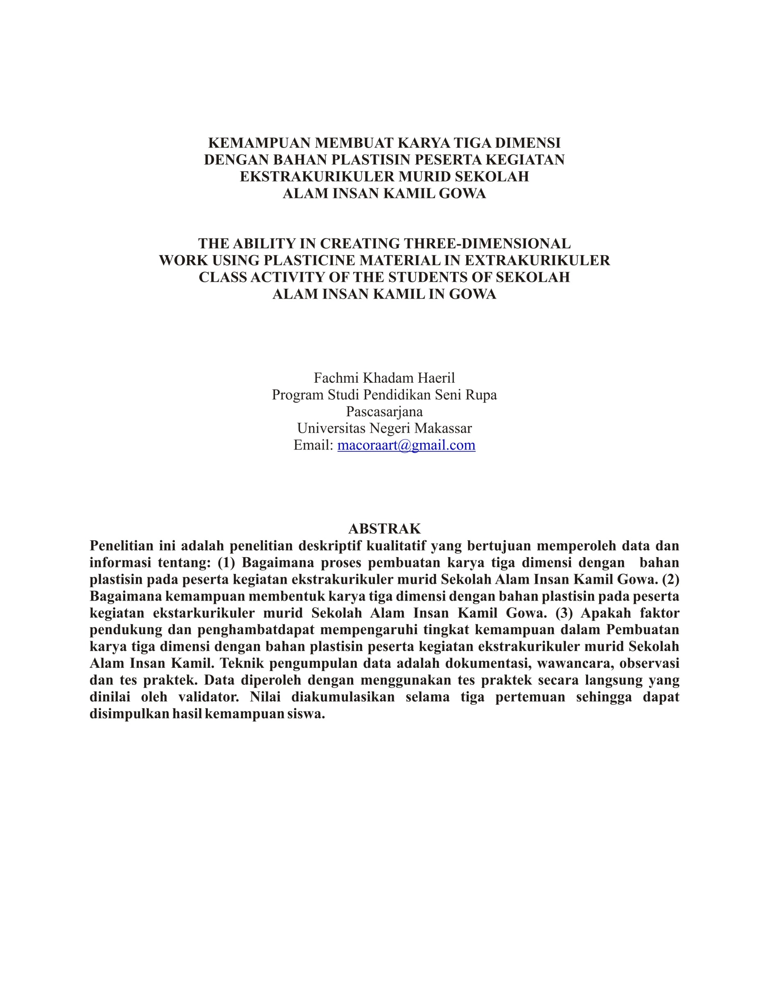 KEMAMPUAN MEMBUAT KARYA TIGA DIMENSI
DENGAN BAHAN PLASTISIN PESERTA KEGIATAN
EKSTRAKURIKULER MURID SEKOLAH
ALAM INSAN KAMIL GOWA
THE ABILITY IN CREATING THREE-DIMENSIONAL
WORK USING PLASTICINE MATERIAL IN EXTRAKURIKULER
CLASS ACTIVITY OF THE STUDENTS OF SEKOLAH
ALAM INSAN KAMIL IN GOWA
Fachmi Khadam Haeril
Program Studi Pendidikan Seni Rupa
Pascasarjana
Universitas Negeri Makassar
Email: macoraart@gmail.com
ABSTRAK
Penelitian ini adalah penelitian deskriptif kualitatif yang bertujuan memperoleh data dan
informasi tentang: (1) Bagaimana proses pembuatan karya tiga dimensi dengan bahan
plastisin pada peserta kegiatan ekstrakurikuler murid Sekolah Alam Insan Kamil Gowa. (2)
Bagaimana kemampuan membentuk karya tiga dimensi dengan bahan plastisin pada peserta
kegiatan ekstarkurikuler murid Sekolah Alam Insan Kamil Gowa. (3) Apakah faktor
pendukung dan penghambatdapat mempengaruhi tingkat kemampuan dalam Pembuatan
karya tiga dimensi dengan bahan plastisin peserta kegiatan ekstrakurikuler murid Sekolah
Alam Insan Kamil. Teknik pengumpulan data adalah dokumentasi, wawancara, observasi
dan tes praktek. Data diperoleh dengan menggunakan tes praktek secara langsung yang
dinilai oleh validator. Nilai diakumulasikan selama tiga pertemuan sehingga dapat
disimpulkan hasil kemampuan siswa.